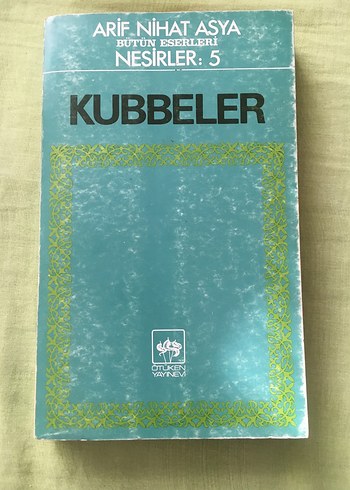 ARİF NİHAT ASYA
BÜTÜN ESERLERİ
NESİRLER: 5
KUBBELER
ÖTÜKEN
YAYINEVİ